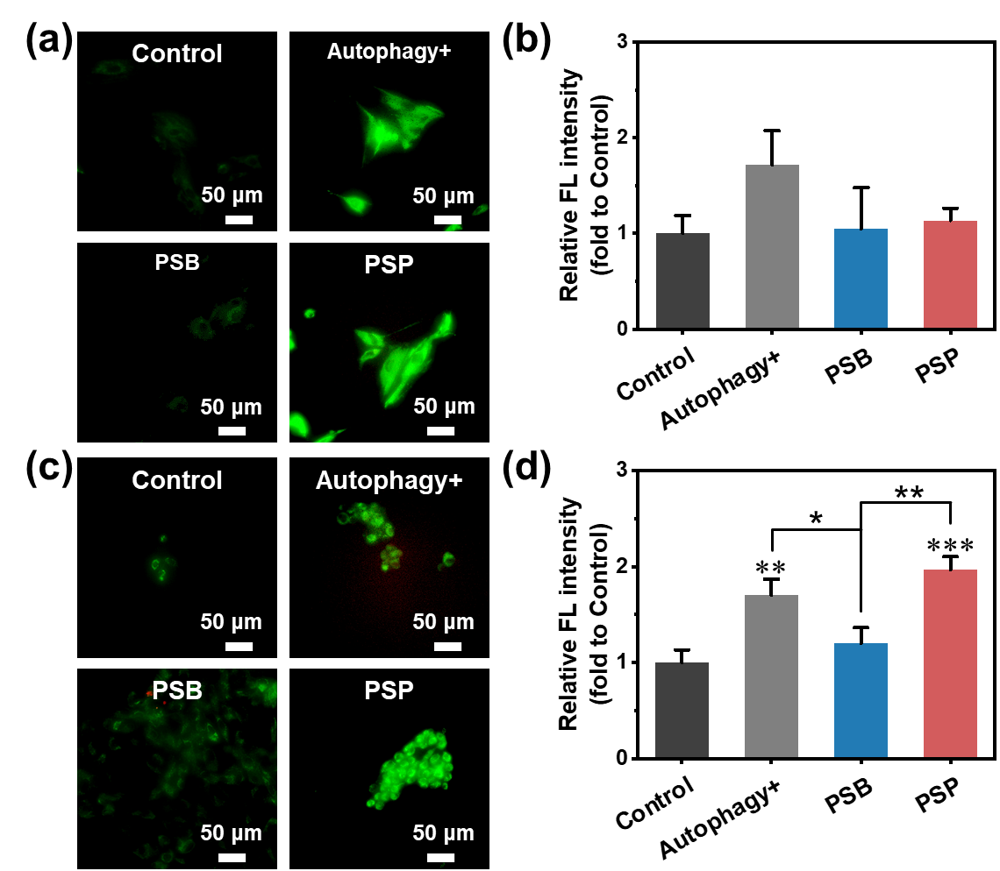 (a)
Control
50 µm
Autophagy+
50 µm
PSB
50 µm
PSP
50 µm
(b)
Relative FL intensity
(fold to Control)
3
2
1
0
Control
Autophagy+
PSB
PSP
(c)
Control
50 µm
Autophagy+
50 µm
PSB
50 µm
PSP
50 µm
(d)
Relative FL intensity
(fold to Control)
3
2
1
0
**
*
**
***
Control
Autophagy+
PSB
PSP